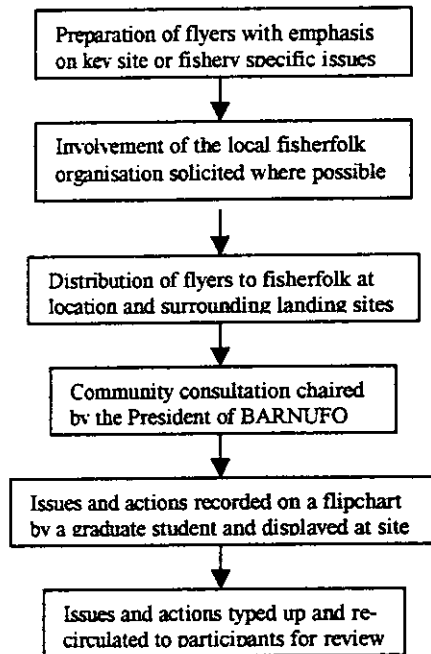 Preparation of flyers with emphasis
on key site or fishery specific issues
Involvement of the local fisherfolk
organisation solicited where possible
Distribution of flyers to fisherfolk at
location and surrounding landing sites
Community consultation chaired
by the President of BARNUFO
Issues and actions recorded on a flipchart
by a graduate student and displayed at site
Issues and actions typed up and re-
circulated to participants for review